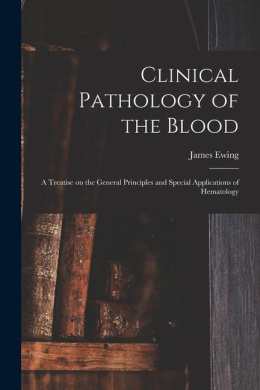 Clinical
Pathology of
the Blood
James Ewing
A Treatise on the General Principles and Special Applications of
Hematology